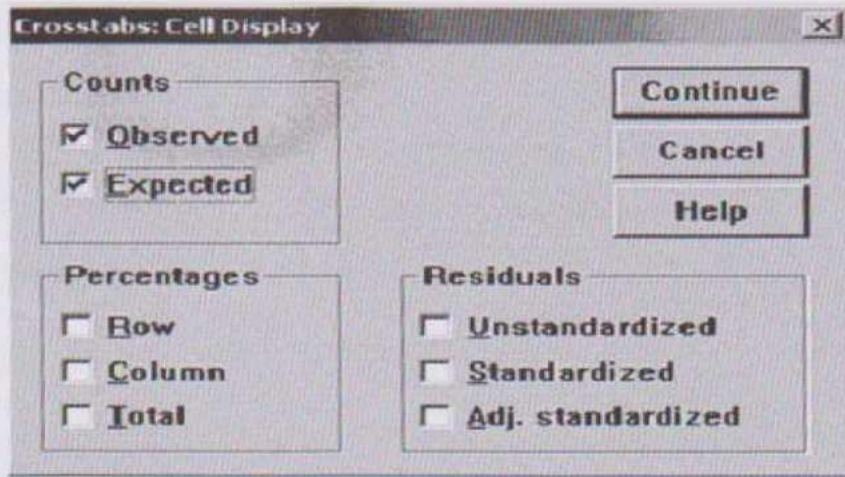 Crosstabs: Cell Display
Counts
Observed
Expected
Continue
Cancel
Help
Percentages
Row
Column
Total
Residuals
Unstandardized
Standardized
Adj. standardized